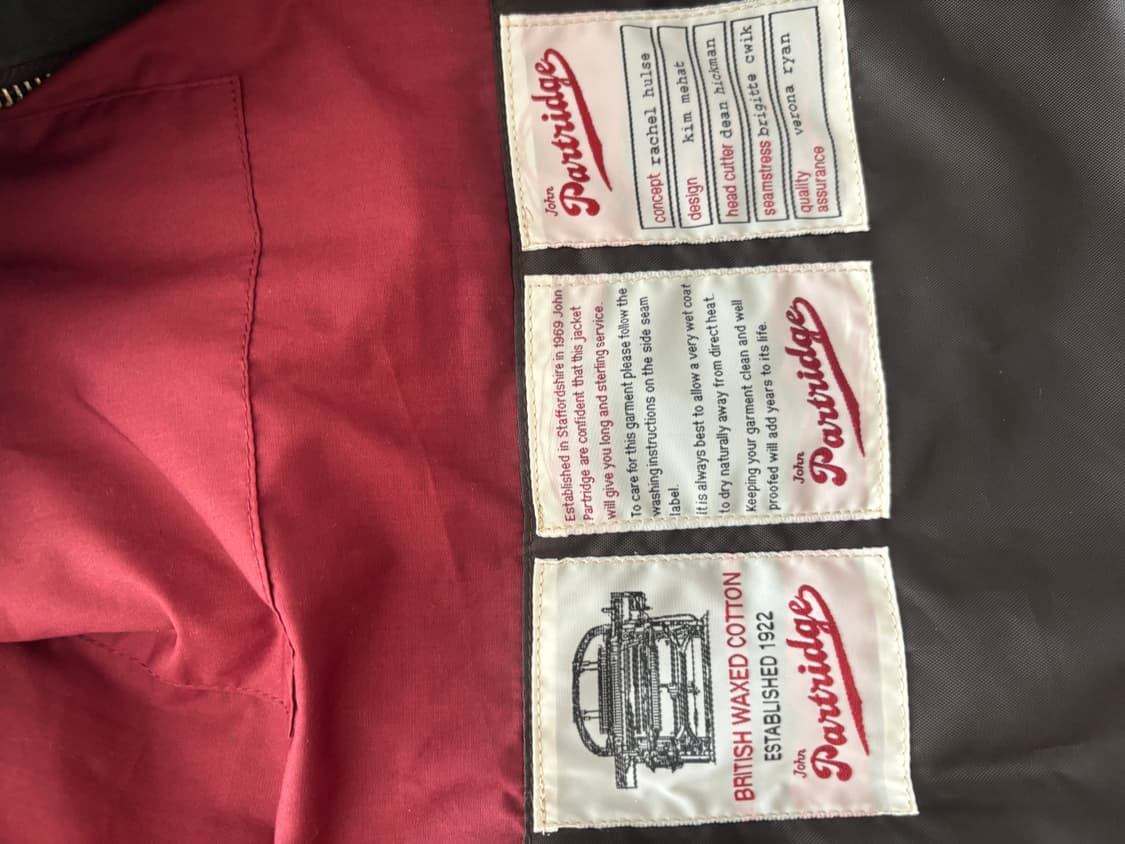 John
Partridge
concept rachel hulse
design kim mehat
head cutter dean hickman
seamstress brigitte cwik
quality
assurance verona ryan
Established in Staffordshire in 1969 John
Partridge are confident that this jacket
will give you long and sterling service.
To care for this garment please follow the
washing instructions on the side seam
label.
It is always best to allow a very wet coat
to dry naturally away from direct heat.
Keeping your garment clean and well
proofed will add years to its life.
John
Partridge
BRITISH WAXED COTTON
ESTABLISHED 1922
John
Partridge